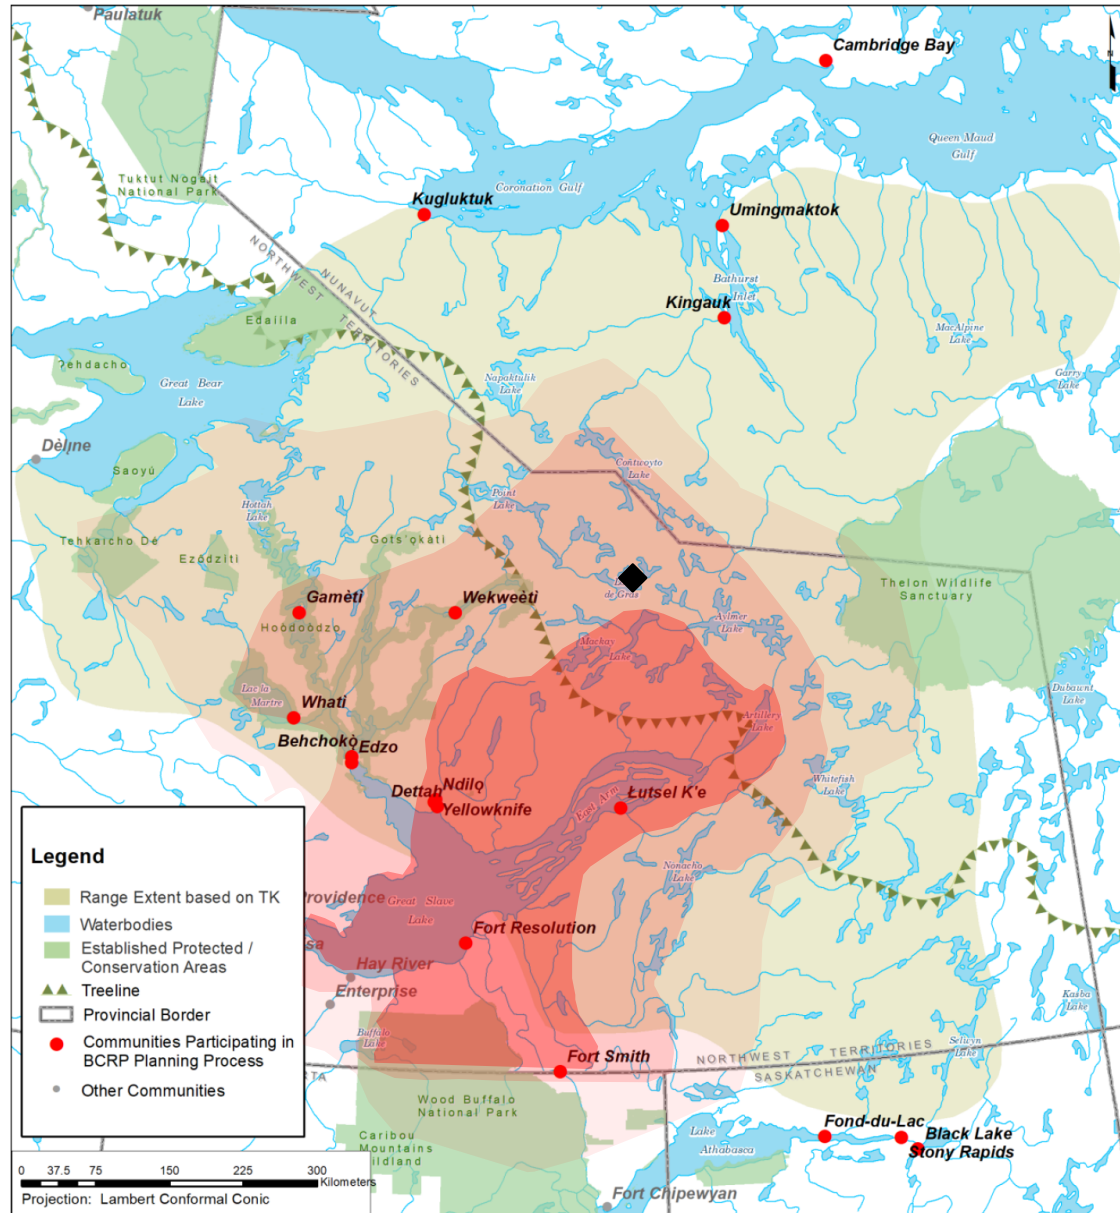 Paulatuk
Cambridge Bay
N
Queen Maud
Gulf
Tuktut Nogait
National Park
Coronation Gulf
Kugluktuk
Umingmaktok
NORTHWEST TERRITORIES
NUNAVUT
Bathurst
Inlet
Kingauk
Edaiila
MacAlpine
Lake
Ɂehdacho
Great Bear
Lake
Napaktulik
Lake
Garry
Lake
Dèlįne
Saoyú
Contwoyto
Lake
Hottah
Lake
Point
Lake
Tehkaicho Dé
Ezǫdzìtì
Gots'ǫkàtì
de Gras
Thelon Wildlife
Sanctuary
Gamètì
Wekweètì
Hoòdoòdzo
Aylmer
Lake
Mackay
Lake
Lac la
Martre
Whatì
Artillery
Lake
Dubawnt
Lake
Behchokǫ̀
Edzo
Whitefish
Lake
Ndilǫ
Dettah
Yellowknife
Łutsel K'e
East Arm
Nonacho
Lake
Providence
Great Slave
Lake
Fort Resolution
sa
Hay River
Enterprise
Kasba
Lake
Buffalo
Lake
Selwyn
Lake
Fort Smith
NORTHWEST TERRITORIES
SASKATCHEWAN
TA
Wood Buffalo
National Park
Fond-du-Lac
Black Lake
Stony Rapids
Lake
Athabasca
Caribou
Mountains
ildland
Fort Chipewyan
Legend
Range Extent based on TK
Waterbodies
Established Protected /
Conservation Areas
Treeline
Provincial Border
Communities Participating in
BCRP Planning Process
Other Communities
0 37.5 75 150 225 300
Kilometers
Projection: Lambert Conformal Conic